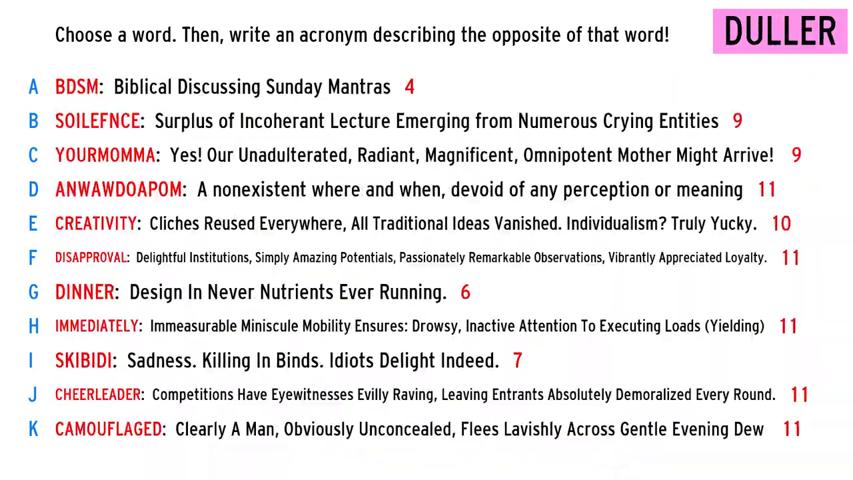 Choose a word. Then, write an acronym describing the opposite of that word!
DULLER
A BDSM: Biblical Discussing Sunday Mantras 4
B SOILEFNCE: Surplus of Incoherant Lecture Emerging from Numerous Crying Entities 9
C YOURMOMMA: Yes! Our Unadulterated, Radiant, Magnificent, Omnipotent Mother Might Arrive! 9
D ANWAWDOAPOM: A nonexistent where and when, devoid of any perception or meaning 11
E CREATIVITY: Cliches Reused Everywhere, All Traditional Ideas Vanished. Individualism? Truly Yucky. 10
F DISAPPROVAL: Delightful Institutions, Simply Amazing Potentials, Passionately Remarkable Observations, Vibrantly Appreciated Loyalty. 11
G DINNER: Design In Never Nutrients Ever Running. 6
H IMMEDIATELY: Immeasurable Miniscule Mobility Ensures: Drowsy, Inactive Attention To Executing Loads (Yielding) 11
I SKIBIDI: Sadness. Killing In Binds. Idiots Delight Indeed. 7
J CHEERLEADER: Competitions Have Eyewitnesses Evilly Raving, Leaving Entrants Absolutely Demoralized Every Round. 11
K CAMOUFLAGED: Clearly A Man, Obviously Unconcealed, Flees Lavishly Across Gentle Evening Dew 11